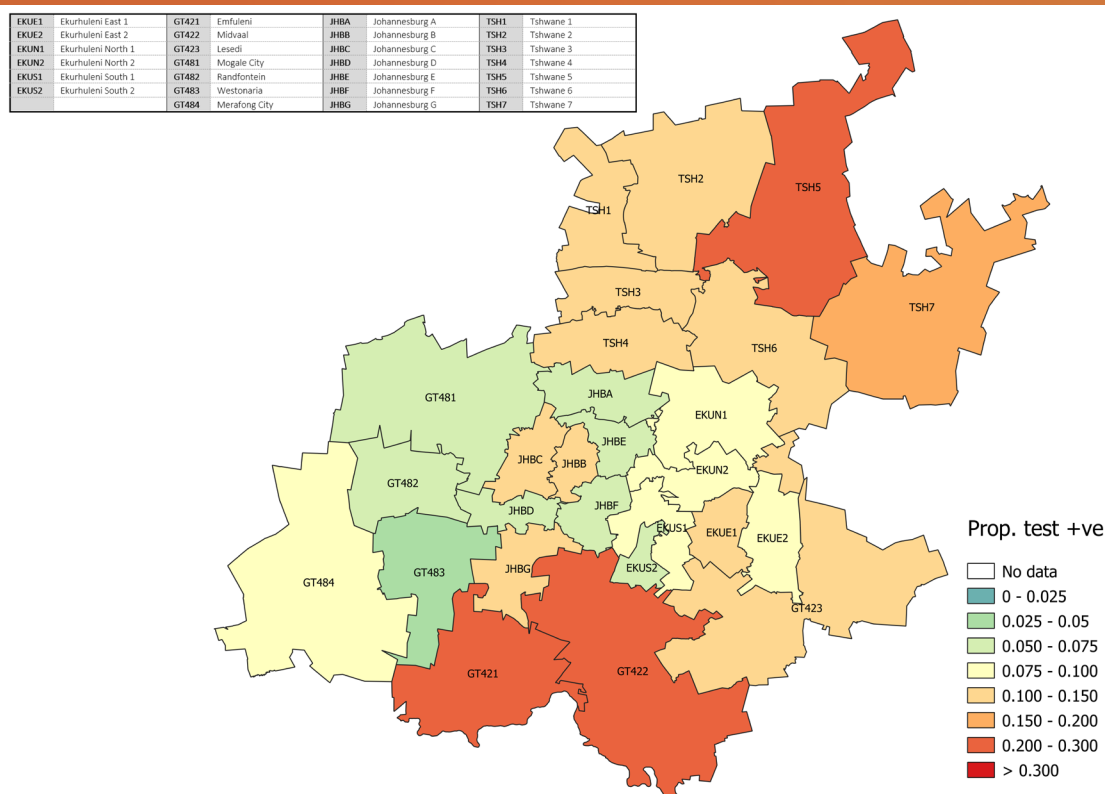 EKUE1 Ekurhuleni East 1 GT421 Emfuleni JHBA Johannesburg A TSH1 Tshwane 1
EKUE2 Ekurhuleni East 2 GT422 Midvaal JHBB Johannesburg B TSH2 Tshwane 2
EKUN1 Ekurhuleni North 1 GT423 Lesedi JHBC Johannesburg C TSH3 Tshwane 3
EKUN2 Ekurhuleni North 2 GT481 Mogale City JHBD Johannesburg D TSH4 Tshwane 4
EKUS1 Ekurhuleni South 1 GT482 Randfontein JHBE Johannesburg E TSH5 Tshwane 5
EKUS2 Ekurhuleni South 2 GT483 Westonaria JHBF Johannesburg F TSH6 Tshwane 6
GT484 Merafong City JHBG Johannesburg G TSH7 Tshwane 7
TSH2
TSH5
TSH1
TSH3
TSH7
TSH4
TSH6
GT481
JHBA
EKUN1
JHBE
JHBC
JHBB
EKUN2
GT482
JHBD
JHBF
EKUS1
EKUE1
EKUE2
GT484
GT483
JHBG
EKUS2
GT423
GT421
GT422
Prop. test +ve
No data
0 - 0.025
0.025 - 0.05
0.050 - 0.075
0.075 - 0.100
0.100 - 0.150
0.150 - 0.200
0.200 - 0.300
> 0.300